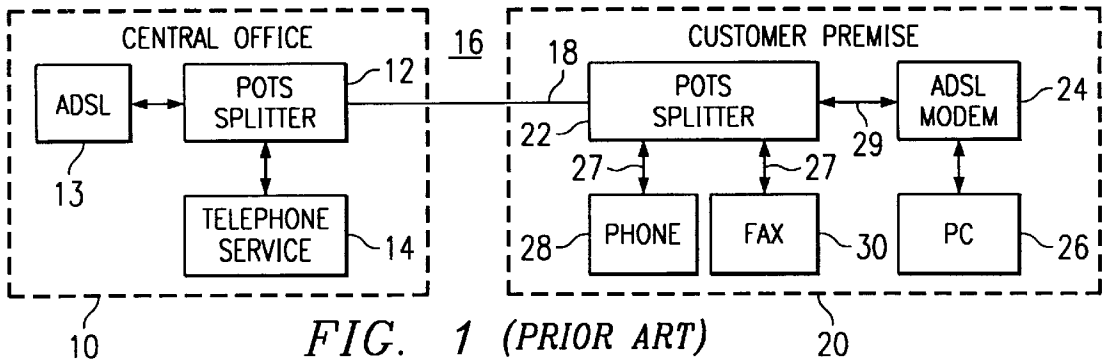 CENTRAL OFFICE
16
CUSTOMER PREMISE
12
18
ADSL
POTS
SPLITTER
POTS
SPLITTER
ADSL
MODEM
24
22
29
13
27
27
TELEPHONE
SERVICE
14
28
PHONE
FAX
30
PC
26
10
FIG. 1 (PRIOR ART)
20